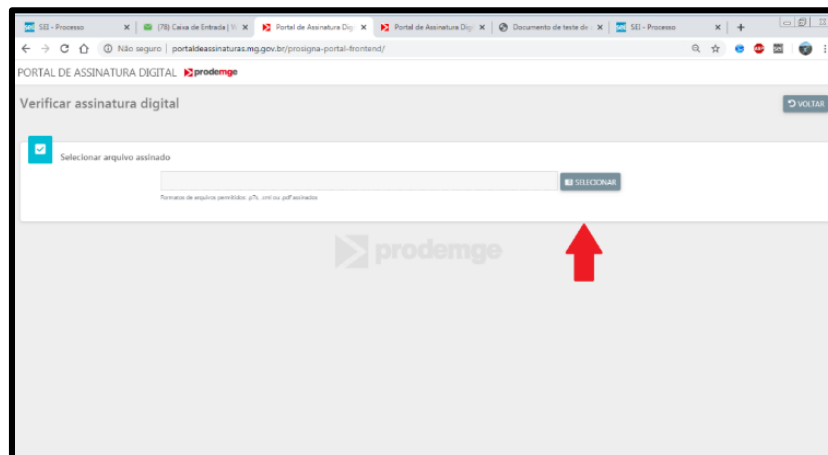 SEI - Processo
(78) Caixa de Entrada |
Portal de Assinatura Dig
Portal de Assinatura Dig
Documento de teste de
SEI - Processo
Não seguro | portaldeassinaturas.mg.gov.br/prosigna-portal-frontend/
PORTAL DE ASSINATURA DIGITAL prodemge
Verificar assinatura digital
VOLTAR
Selecionar arquivo assinado
SELECIONAR
Formatos de arquivos permitidos: .p7s, .xml ou .pdf assinados
prodemge